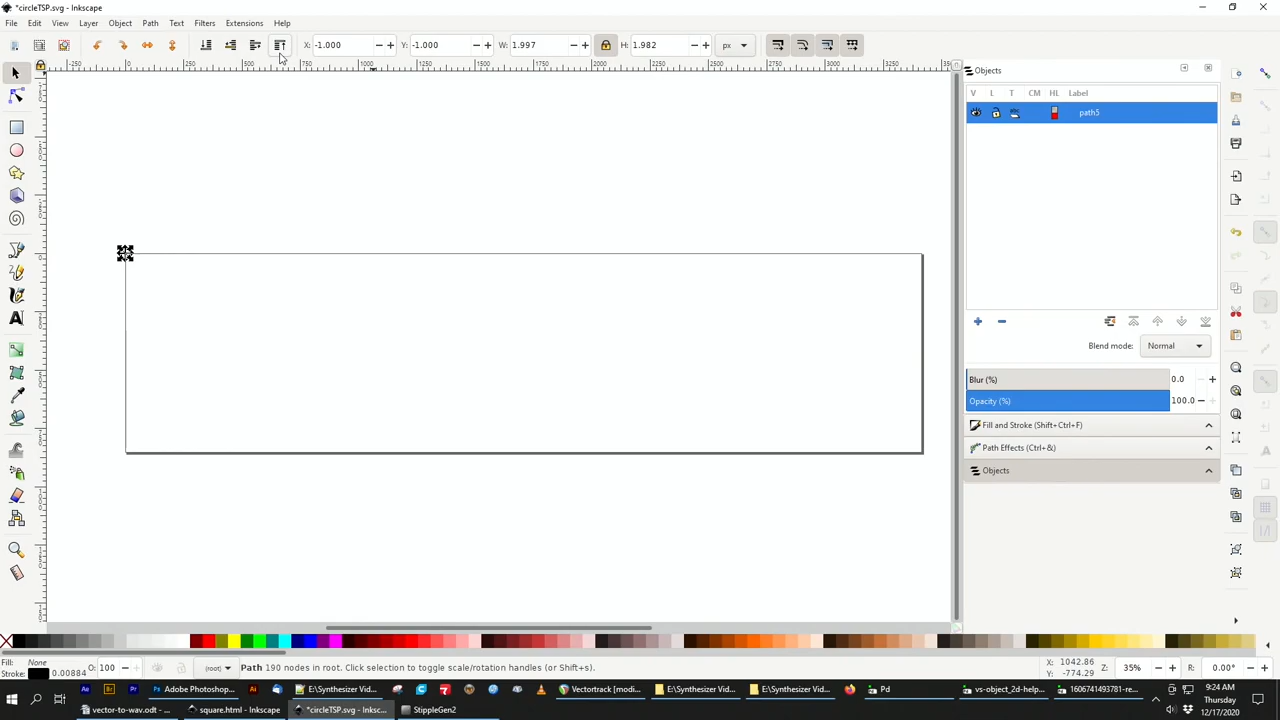 *circleTSP.svg - Inkscape
File Edit View Layer Object Path Text Filters Extensions Help
X: -1.000 Y: -1.000 W: 1.997 H: 1.982 px
Objects
V L T CM HL Label
path5
Blend mode: Normal
Blur (%) 0.0
Opacity (%) 100.0
Fill and Stroke (Shift+Ctrl+F)
Path Effects (Ctrl+&)
Objects
Fill: None
Stroke: 0.00884
O: 100
(root)
Path 190 nodes in root. Click selection to toggle scale/rotation handles (or Shift+s).
X: 1042.86
Y: -774.29
Z: 35%
R: 0.00°
Adobe Photoshop...
E:\Synthesizer Vid...
Vectortrack [modi...
E:\Synthesizer Vid...
E:\Synthesizer Vid...
Pd
vs-object_2d-help...
1606741493781-re...
9:24 AM
Thursday
12/17/2020
vector-to-wav.odt - ...
square.html - Inkscape
*circleTSP.svg - Inksc...
StippleGen2